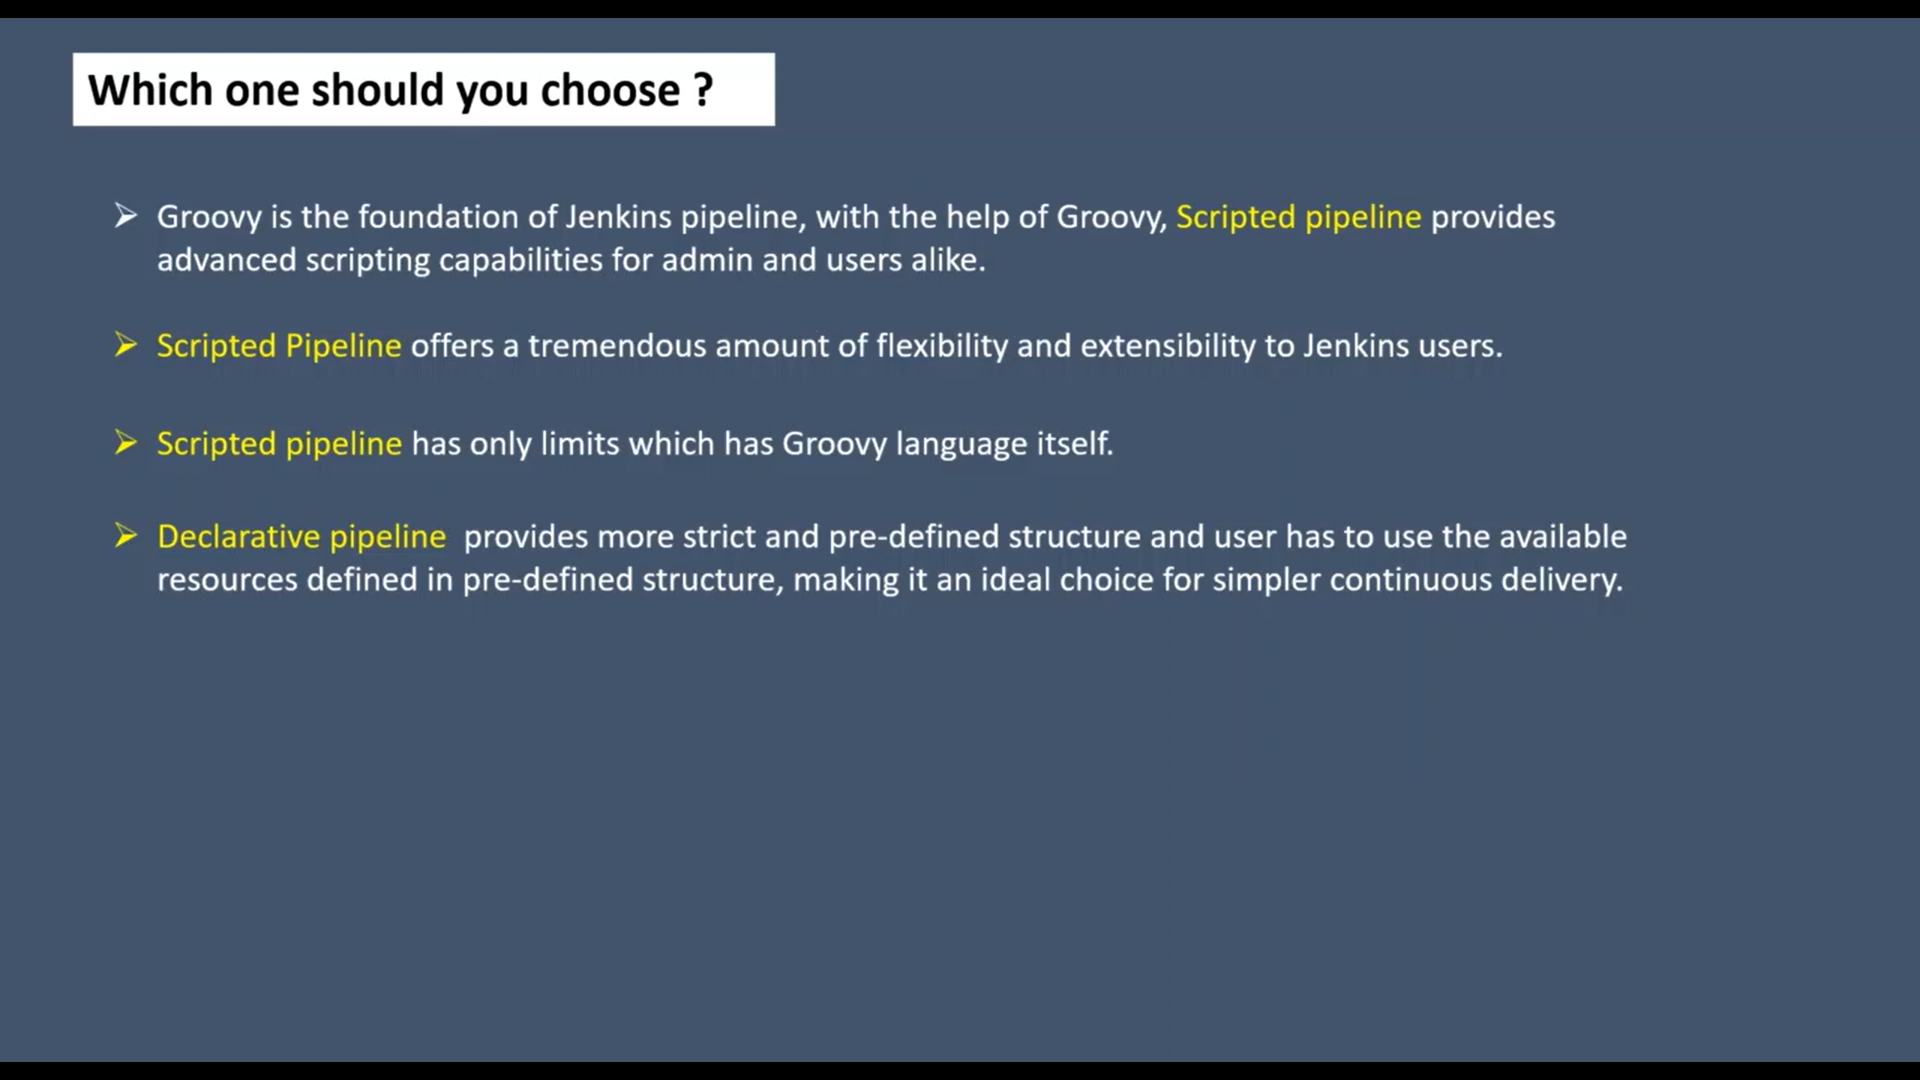 Which one should you choose ?
Groovy is the foundation of Jenkins pipeline, with the help of Groovy, Scripted pipeline provides
advanced scripting capabilities for admin and users alike.
Scripted Pipeline offers a tremendous amount of flexibility and extensibility to Jenkins users.
Scripted pipeline has only limits which has Groovy language itself.
Declarative pipeline provides more strict and pre-defined structure and user has to use the available
resources defined in pre-defined structure, making it an ideal choice for simpler continuous delivery.